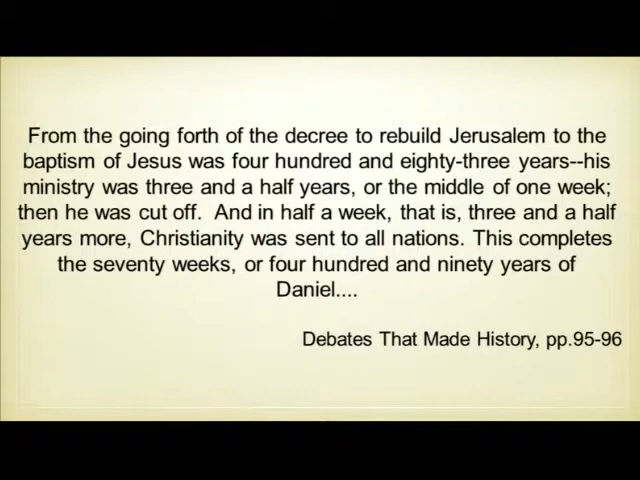 From the going forth of the decree to rebuild Jerusalem to the
baptism of Jesus was four hundred and eighty-three years--his
ministry was three and a half years, or the middle of one week;
then he was cut off.  And in half a week, that is, three and a half
years more, Christianity was sent to all nations. This completes
the seventy weeks, or four hundred and ninety years of
Daniel....
Debates That Made History, pp.95-96